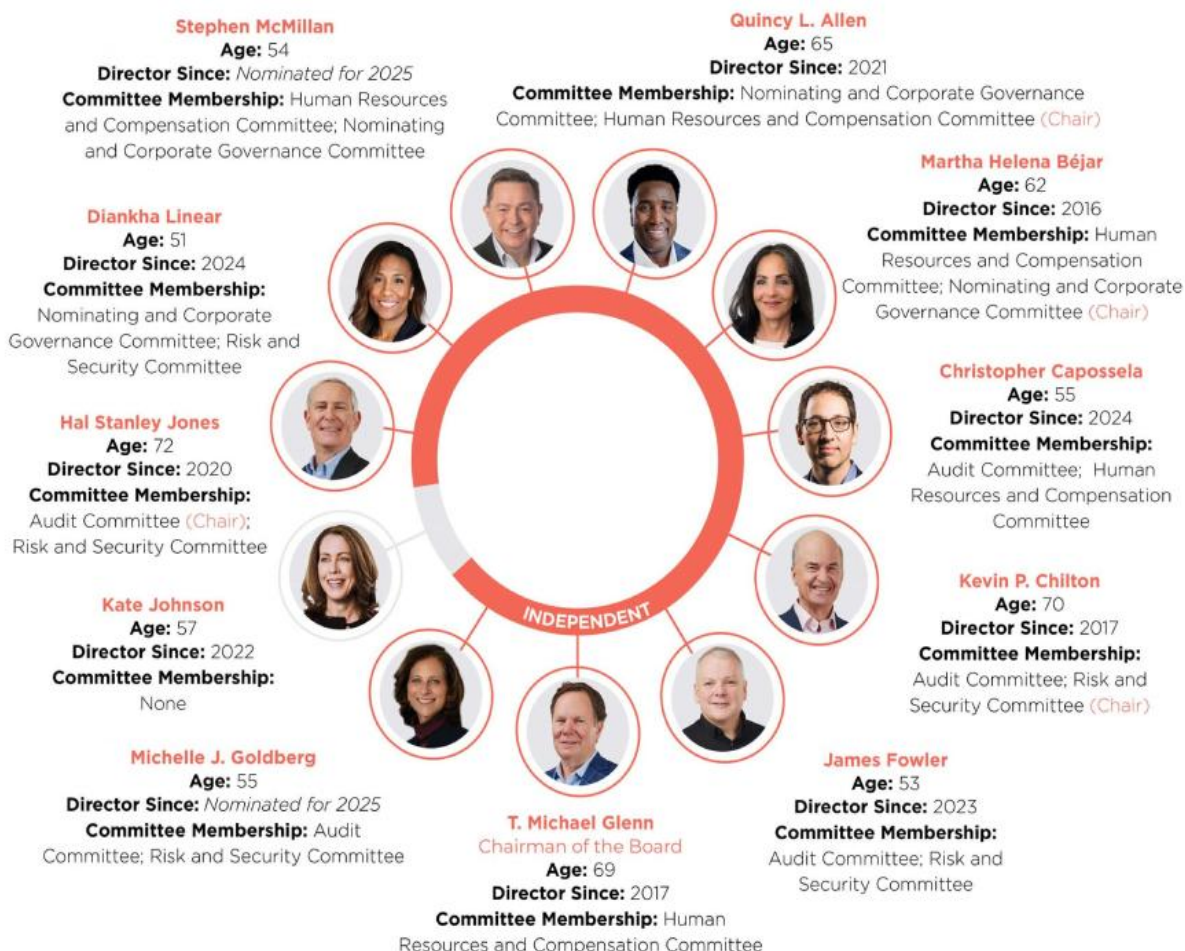 Stephen McMillan
Age: 54
Director Since: Nominated for 2025
Committee Membership: Human Resources
and Compensation Committee; Nominating
and Corporate Governance Committee
Quincy L. Allen
Age: 65
Director Since: 2021
Committee Membership: Nominating and Corporate Governance
Committee; Human Resources and Compensation Committee (Chair)
Martha Helena Béjar
Age: 62
Director Since: 2016
Committee Membership: Human
Resources and Compensation
Committee; Nominating and Corporate
Governance Committee (Chair)
Diankha Linear
Age: 51
Director Since: 2024
Committee Membership:
Nominating and Corporate
Governance Committee; Risk and
Security Committee
Christopher Capossela
Age: 55
Director Since: 2024
Committee Membership:
Audit Committee; Human
Resources and Compensation
Committee
Hal Stanley Jones
Age: 72
Director Since: 2020
Committee Membership:
Audit Committee (Chair);
Risk and Security Committee
Kevin P. Chilton
Age: 70
Director Since: 2017
Committee Membership:
Audit Committee; Risk and
Security Committee (Chair)
Kate Johnson
Age: 57
Director Since: 2022
Committee Membership:
None
INDEPENDENT
Michelle J. Goldberg
Age: 55
Director Since: Nominated for 2025
Committee Membership: Audit
Committee; Risk and Security Committee
T. Michael Glenn
Chairman of the Board
Age: 69
Director Since: 2017
Committee Membership: Human
Resources and Compensation Committee
James Fowler
Age: 53
Director Since: 2023
Committee Membership:
Audit Committee; Risk and
Security Committee